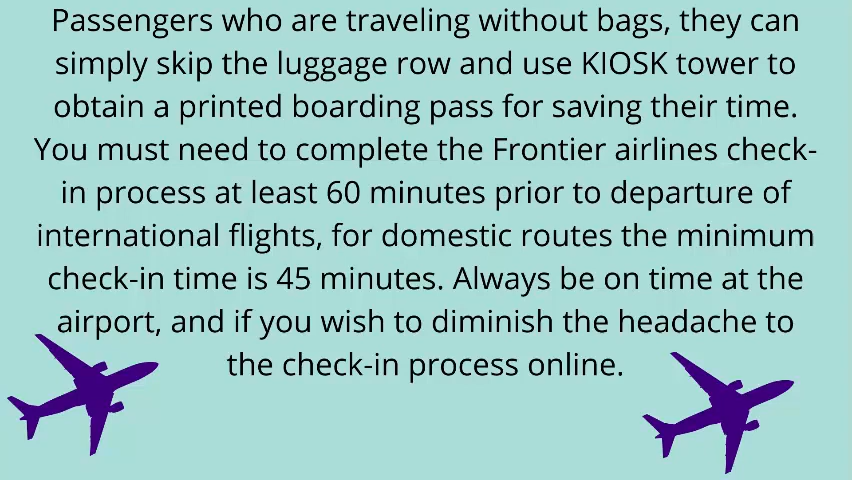 Passengers who are traveling without bags, they can
simply skip the luggage row and use KIOSK tower to
obtain a printed boarding pass for saving their time.
You must need to complete the Frontier airlines check-
in process at least 60 minutes prior to departure of
international flights, for domestic routes the minimum
check-in time is 45 minutes. Always be on time at the
airport, and if you wish to diminish the headache to
the check-in process online.